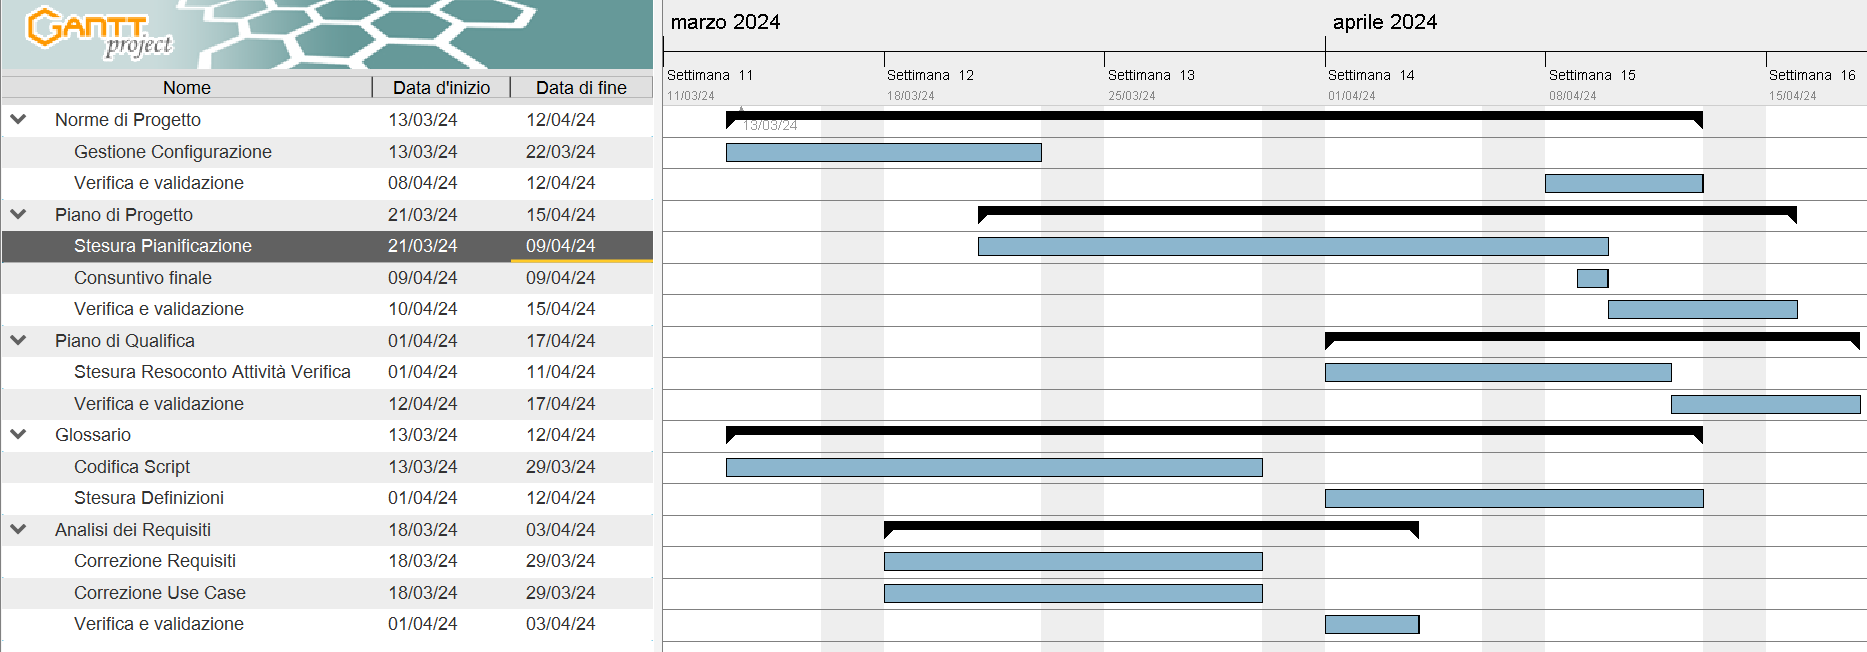 GANTT
project
marzo 2024 aprile 2024
Settimana 11 Settimana 12 Settimana 13 Settimana 14 Settimana 15 Settimana 16
11/03/24 18/03/24 25/03/24 01/04/24 08/04/24 15/04/24
Nome Data d'inizio Data di fine
Norme di Progetto 13/03/24 12/04/24 13/03/24
Gestione Configurazione 13/03/24 22/03/24
Verifica e validazione 08/04/24 12/04/24
Piano di Progetto 21/03/24 15/04/24
Stesura Pianificazione 21/03/24 09/04/24
Consuntivo finale 09/04/24 09/04/24
Verifica e validazione 10/04/24 15/04/24
Piano di Qualifica 01/04/24 17/04/24
Stesura Resoconto Attività Verifica 01/04/24 11/04/24
Verifica e validazione 12/04/24 17/04/24
Glossario 13/03/24 12/04/24
Codifica Script 13/03/24 29/03/24
Stesura Definizioni 01/04/24 12/04/24
Analisi dei Requisiti 18/03/24 03/04/24
Correzione Requisiti 18/03/24 29/03/24
Correzione Use Case 18/03/24 29/03/24
Verifica e validazione 01/04/24 03/04/24